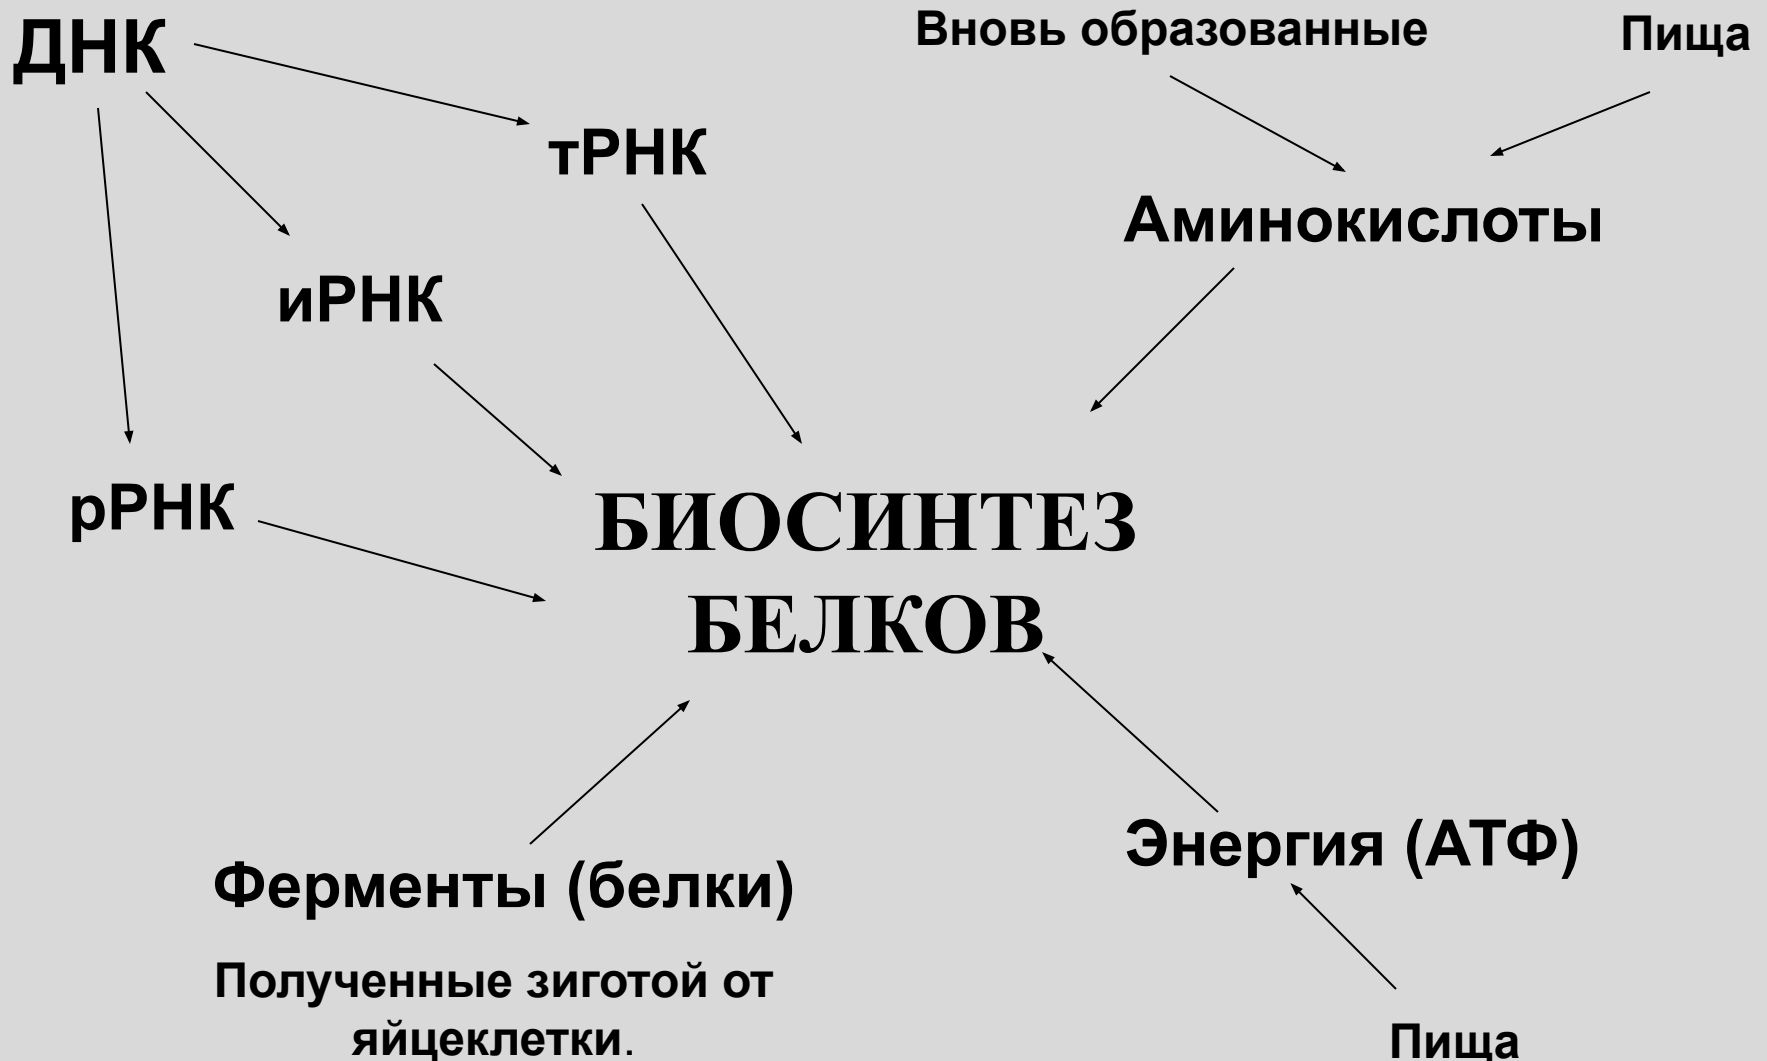 ДНК
Вновь образованные
Пища
тРНК
Аминокислоты
иРНК
рРНК
БИОСИНТЕЗ
БЕЛКОВ
Энергия (АТФ)
Ферменты (белки)
Полученные зиготой от
яйцеклетки.
Пища